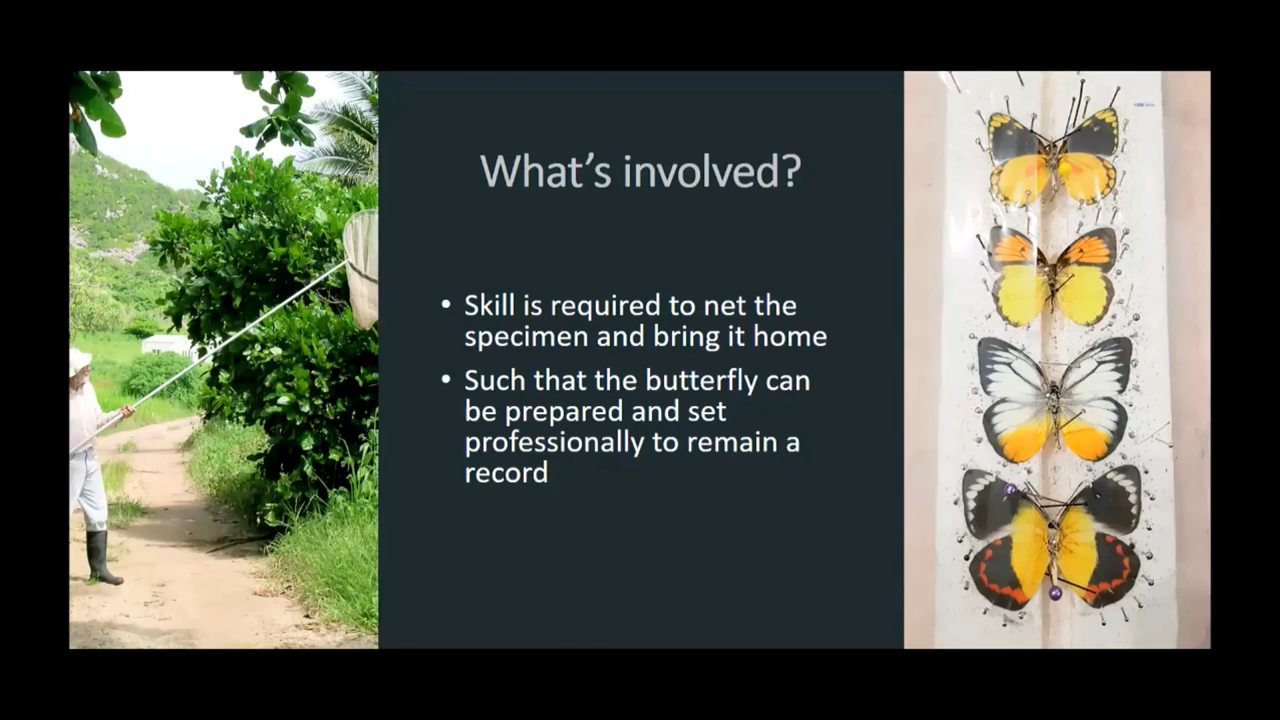 What's involved?
• Skill is required to net the
specimen and bring it home
• Such that the butterfly can
be prepared and set
professionally to remain a
record